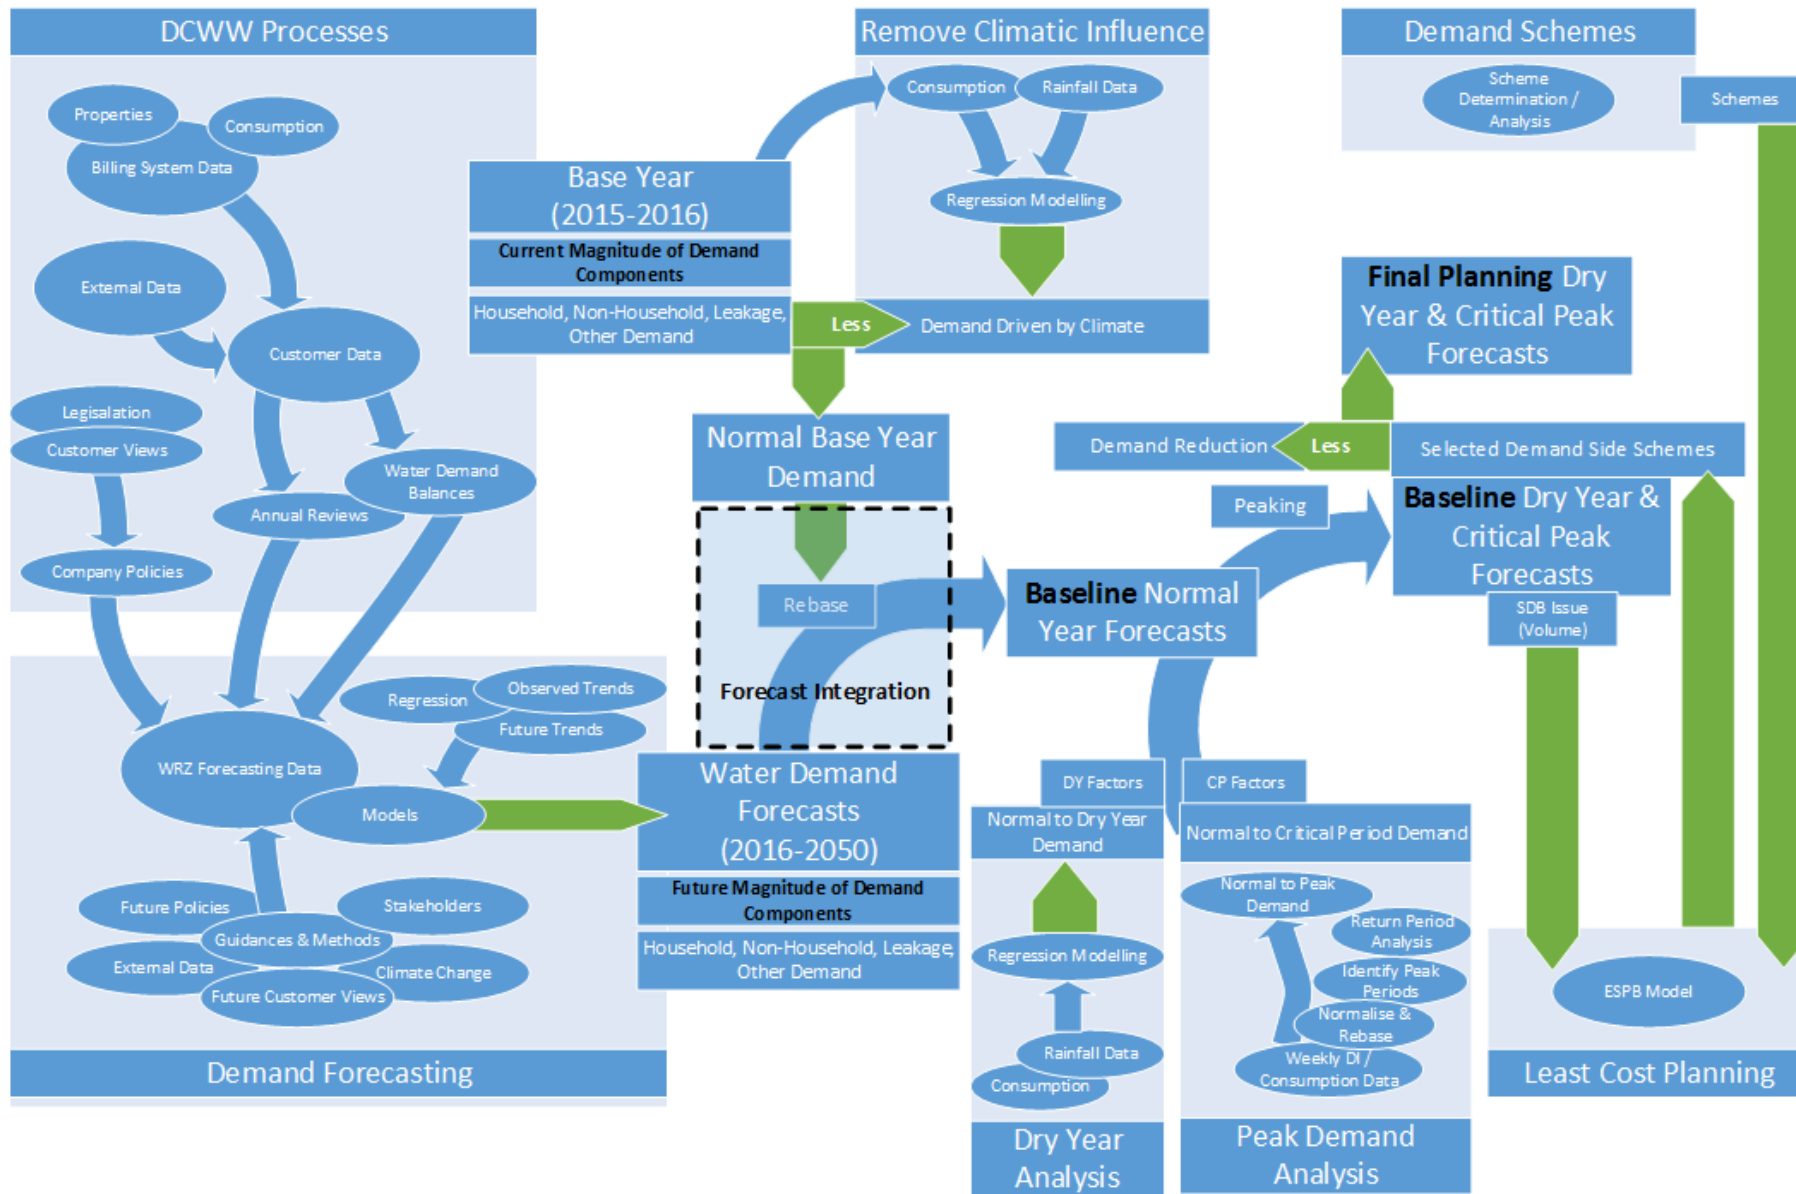 DCWW Processes
Properties
Consumption
Billing System Data
External Data
Customer Data
Legisalation
Customer Views
Water Demand
Balances
Annual Reviews
Company Policies
Remove Climatic Influence
Consumption
Rainfall Data
Regression Modelling
Demand Driven by Climate
Base Year
(2015-2016)
Current Magnitude of Demand
Components
Household, Non-Household, Leakage,
Other Demand
Less
Normal Base Year
Demand
Rebase
Forecast Integration
Demand Schemes
Scheme
Determination /
Analysis
Schemes
Final Planning Dry
Year & Critical Peak
Forecasts
Demand Reduction
Less
Selected Demand Side Schemes
Peaking
Baseline Dry Year &
Critical Peak
Forecasts
SDB Issue
(Volume)
Baseline Normal
Year Forecasts
Regression
Observed Trends
Future Trends
WRZ Forecasting Data
Models
Future Policies
Stakeholders
Guidances & Methods
External Data
Climate Change
Future Customer Views
Demand Forecasting
Water Demand
Forecasts
(2016-2050)
Future Magnitude of Demand
Components
Household, Non-Household, Leakage,
Other Demand
DY Factors
CP Factors
Normal to Dry Year
Demand
Regression Modelling
Rainfall Data
Consumption
Dry Year
Analysis
Normal to Critical Period Demand
Normal to Peak
Demand
Return Period
Analysis
Identify Peak
Periods
Normalise &
Rebase
Weekly DI /
Consumption Data
Peak Demand
Analysis
ESPB Model
Least Cost Planning